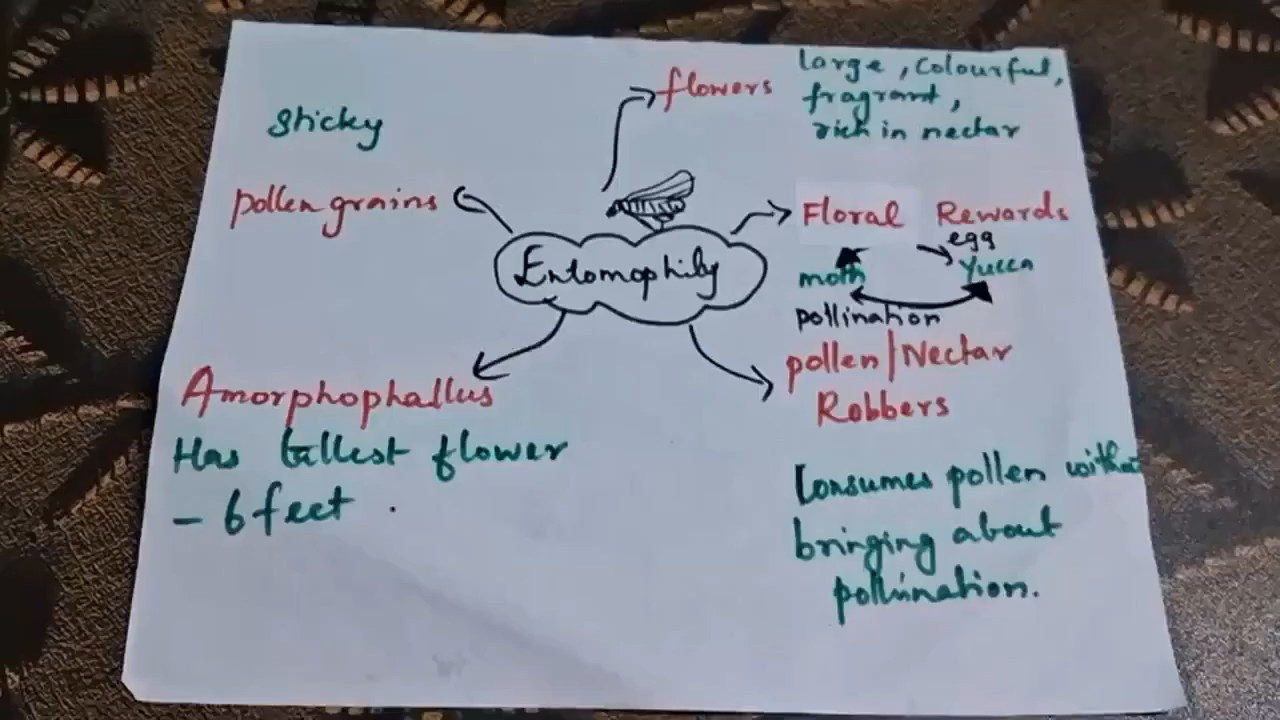 flowers
large, Colourful,
fragrant,
rich in nectar
sticky
pollen grains
Floral Rewards
egg
moth Yucca
pollination
Entomophily
pollen/Nectar
Robbers
Consumes pollen without
bringing about
pollination.
Amorphophallus
Has tallest flower
- 6 feet.